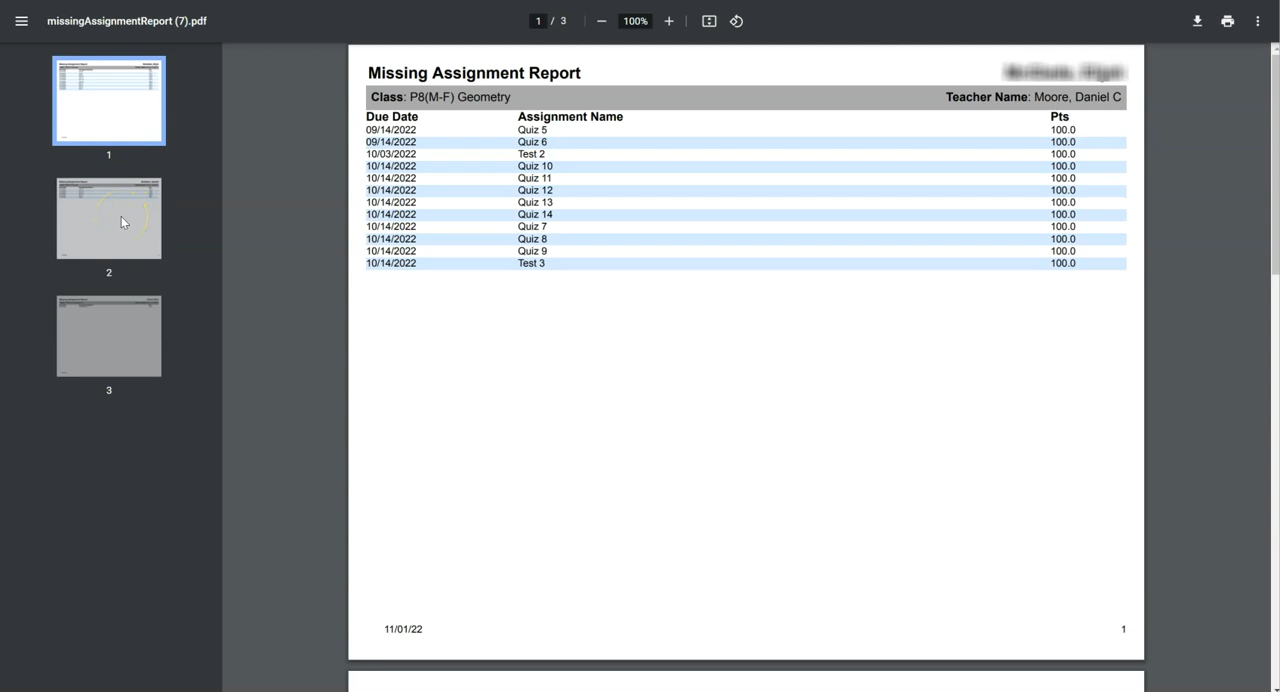 missingAssignmentReport (7).pdf
1 / 3
100%
1
2
3
Missing Assignment Report
Class: P8(M-F) Geometry Teacher Name: Moore, Daniel C
Due Date Assignment Name Pts
09/14/2022 Quiz 5 100.0
09/14/2022 Quiz 6 100.0
10/03/2022 Test 2 100.0
10/14/2022 Quiz 10 100.0
10/14/2022 Quiz 11 100.0
10/14/2022 Quiz 12 100.0
10/14/2022 Quiz 13 100.0
10/14/2022 Quiz 14 100.0
10/14/2022 Quiz 7 100.0
10/14/2022 Quiz 8 100.0
10/14/2022 Quiz 9 100.0
10/14/2022 Test 3 100.0
11/01/22 1